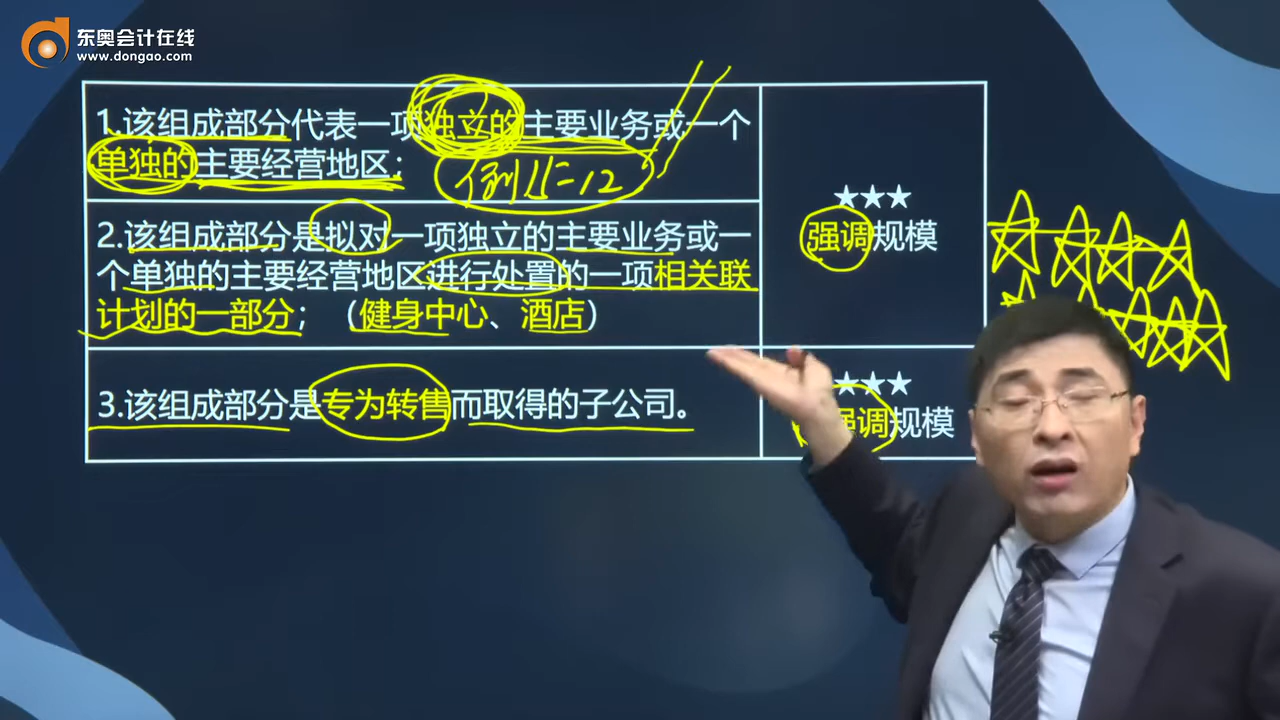 东奥会计在线
www.dongao.com
1.该组成部分代表一项独立的主要业务或一个
单独的主要经营地区；
例15-12
2.该组成部分是拟对一项独立的主要业务或一
个单独的主要经营地区进行处置的一项相关联
计划的一部分；（健身中心、酒店）
★★★
强调规模
3.该组成部分是专为转售而取得的子公司。
★★★
强调规模